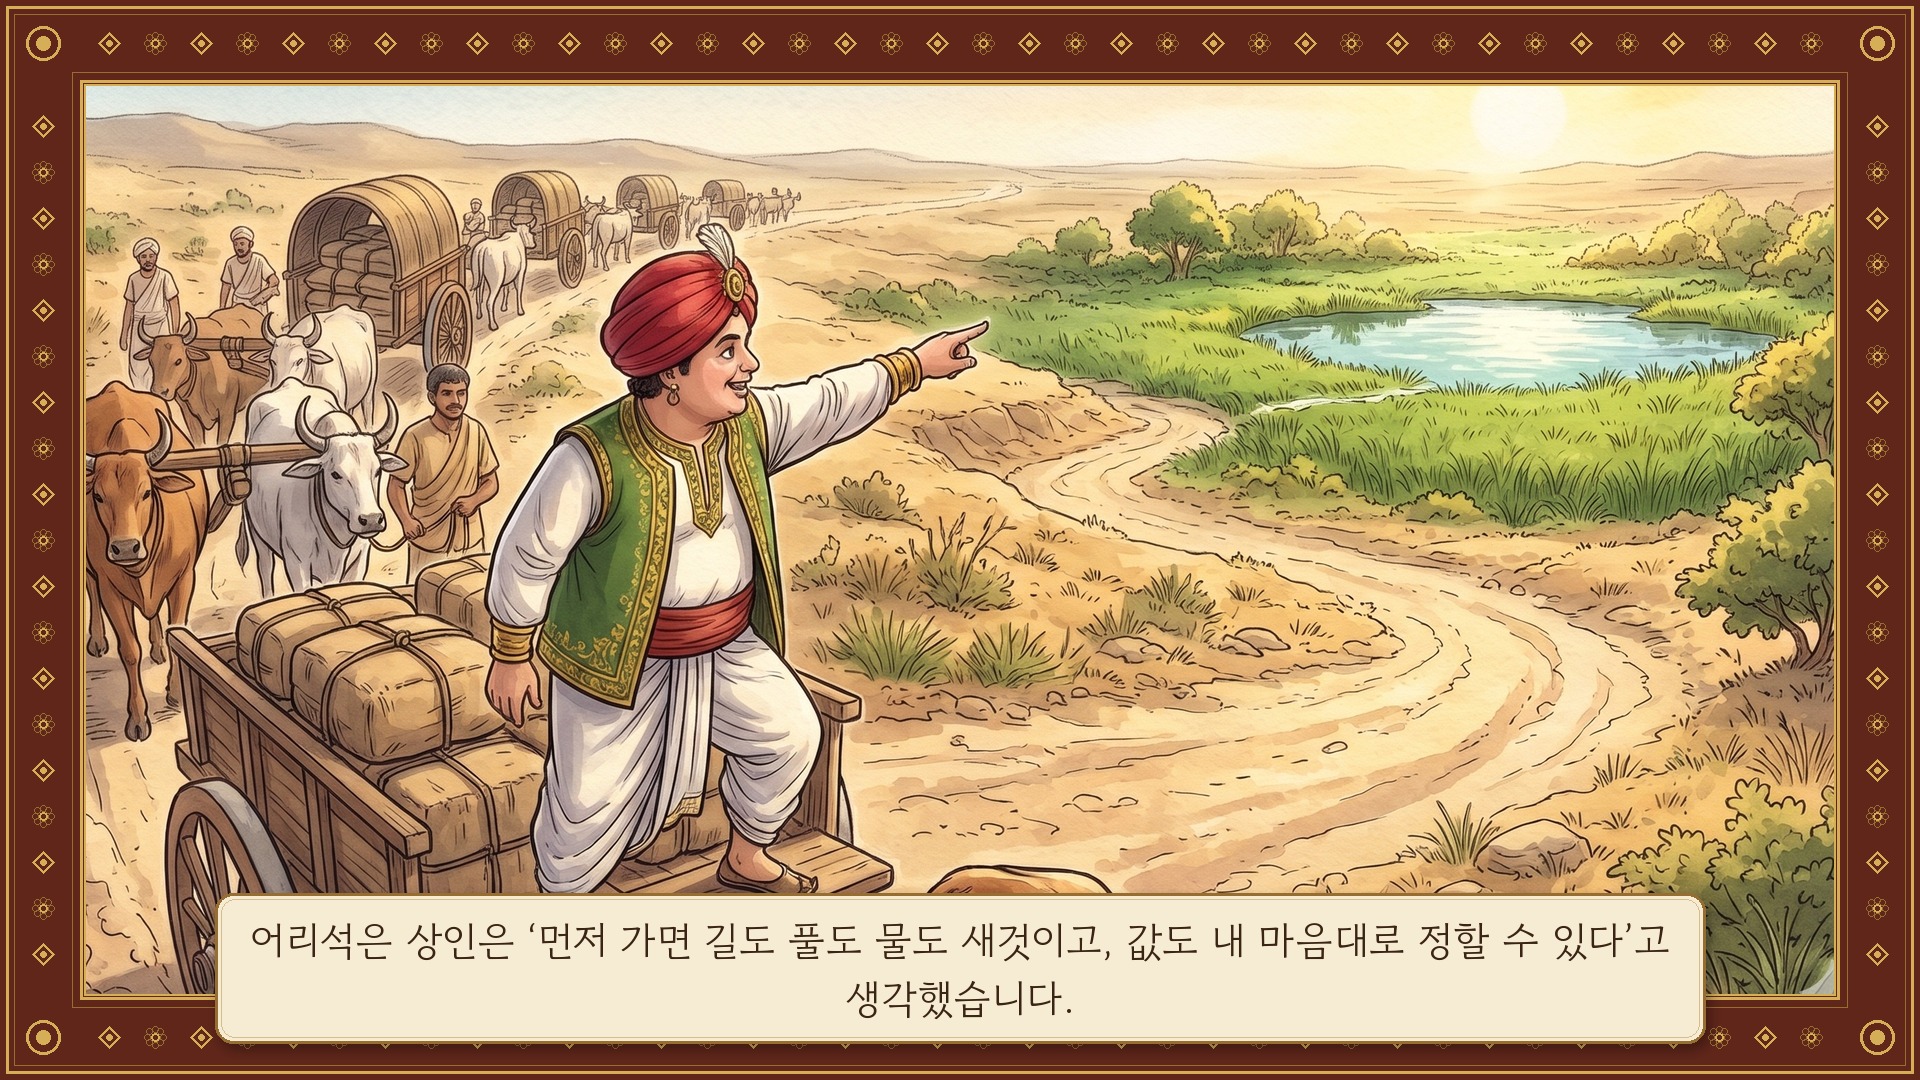 어리석은 상인은 ‘먼저 가면 길도 풀도 물도 새것이고, 값도 내 마음대로 정할 수 있다’고
생각했습니다.